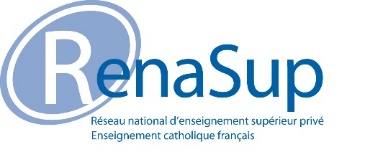 RenaSup
Réseau national d'enseignement supérieur privé
Enseignement catholique français